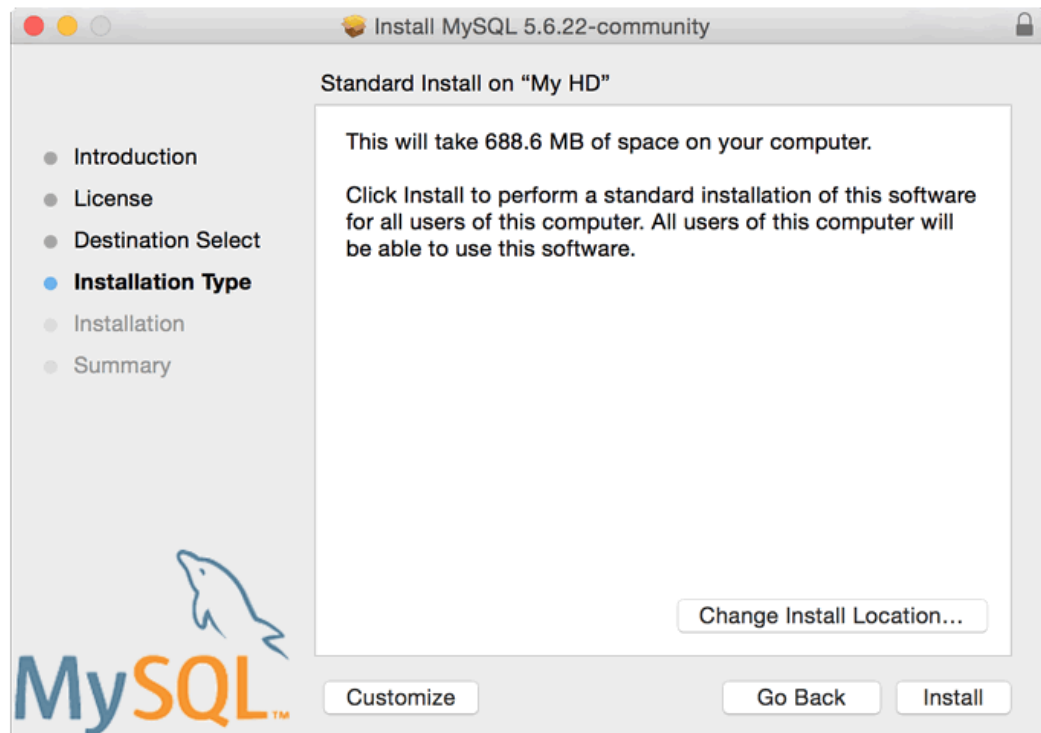 Install MySQL 5.6.22-community
Standard Install on “My HD”
Introduction
License
Destination Select
Installation Type
Installation
Summary
This will take 688.6 MB of space on your computer.
Click Install to perform a standard installation of this software
for all users of this computer. All users of this computer will
be able to use this software.
Change Install Location...
MySQL™
Customize
Go Back
Install